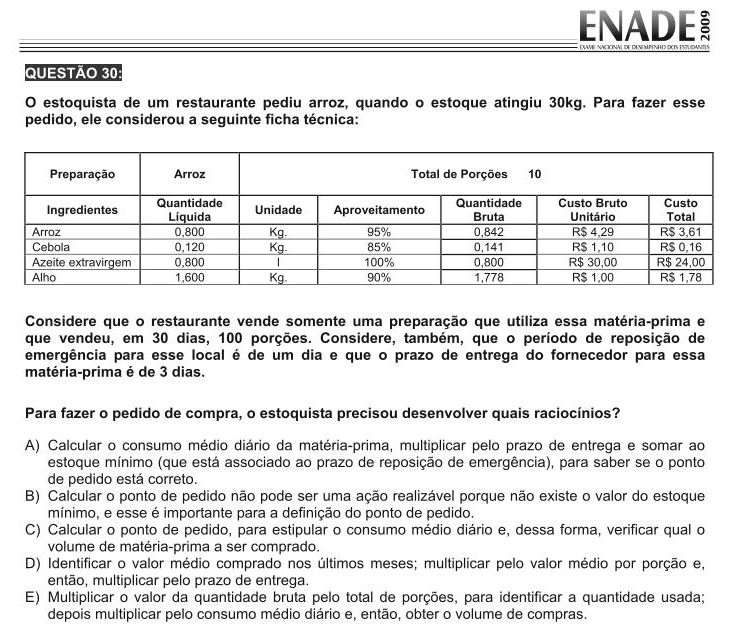 ENADE 2009
EXAME NACIONAL DE DESEMPENHO DOS ESTUDANTES
QUESTÃO 30:
O estoquista de um restaurante pediu arroz, quando o estoque atingiu 30kg. Para fazer esse
pedido, ele considerou a seguinte ficha técnica:
Preparação Arroz Total de Porções 10
Ingredientes Quantidade Líquida Unidade Aproveitamento Quantidade Bruta Custo Bruto Unitário Custo Total
Arroz 0,800 Kg. 95% 0,842 R$ 4,29 R$ 3,61
Cebola 0,120 Kg. 85% 0,141 R$ 1,10 R$ 0,16
Azeite extravirgem 0,800 l 100% 0,800 R$ 30,00 R$ 24,00
Alho 1,600 Kg. 90% 1,778 R$ 1,00 R$ 1,78
Considere que o restaurante vende somente uma preparação que utiliza essa matéria-prima e
que vendeu, em 30 dias, 100 porções. Considere, também, que o período de reposição de
emergência para esse local é de um dia e que o prazo de entrega do fornecedor para essa
matéria-prima é de 3 dias.
Para fazer o pedido de compra, o estoquista precisou desenvolver quais raciocínios?
A) Calcular o consumo médio diário da matéria-prima, multiplicar pelo prazo de entrega e somar ao
estoque mínimo (que está associado ao prazo de reposição de emergência), para saber se o ponto
de pedido está correto.
B) Calcular o ponto de pedido não pode ser uma ação realizável porque não existe o valor do estoque
mínimo, e esse é importante para a definição do ponto de pedido.
C) Calcular o ponto de pedido, para estipular o consumo médio diário e, dessa forma, verificar qual o
volume de matéria-prima a ser comprado.
D) Identificar o valor médio comprado nos últimos meses; multiplicar pelo valor médio por porção e,
então, multiplicar pelo prazo de entrega.
E) Multiplicar o valor da quantidade bruta pelo total de porções, para identificar a quantidade usada;
depois multiplicar pelo consumo médio diário e, então, obter o volume de compras.